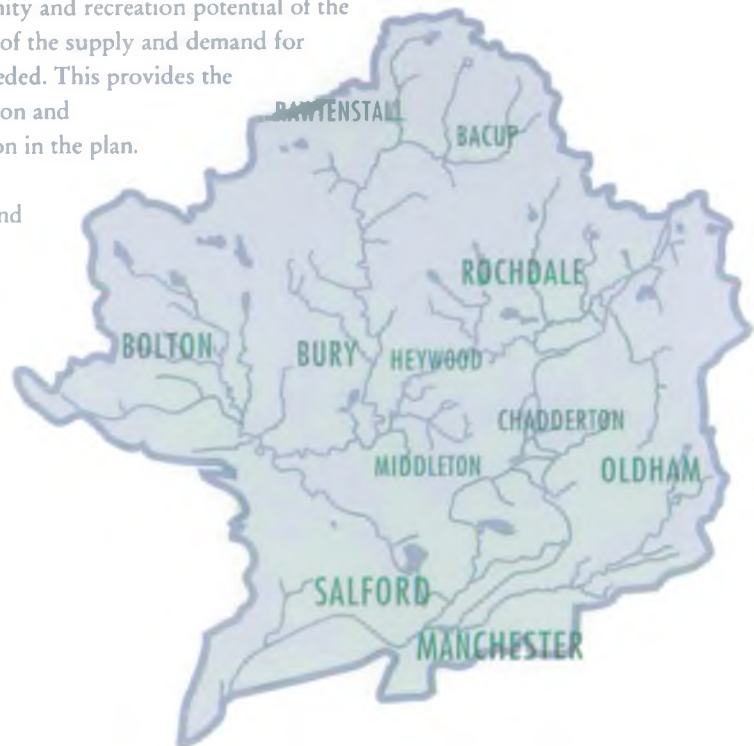 nity and recreation potential of the
of the supply and demand for
eded. This provides the
on and
on in the plan.
nd
RAWTENSTALL
BACUP
ROCHDALE
BOLTON
BURY
HEYWOOD
CHADDERTON
MIDDLETON
OLDHAM
SALFORD
MANCHESTER